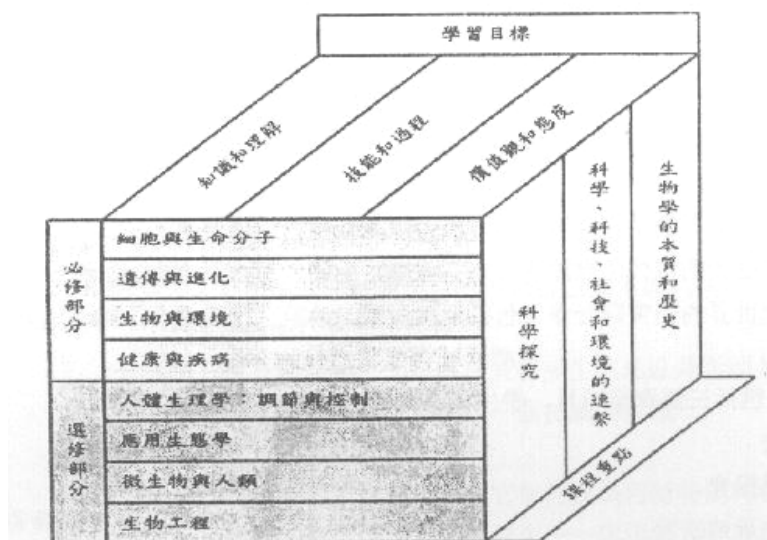 學習目標
知識和理解
技能和過程
價值觀和態度
必修部分
細胞與生命分子
遺傳與進化
生物與環境
健康與疾病
選修部分
人體生理學：調節與控制
應用生態學
微生物與人類
生物工程
科學探究
科學、科技、社會和環境的連繫
生物學的本質和歷史
課程重點